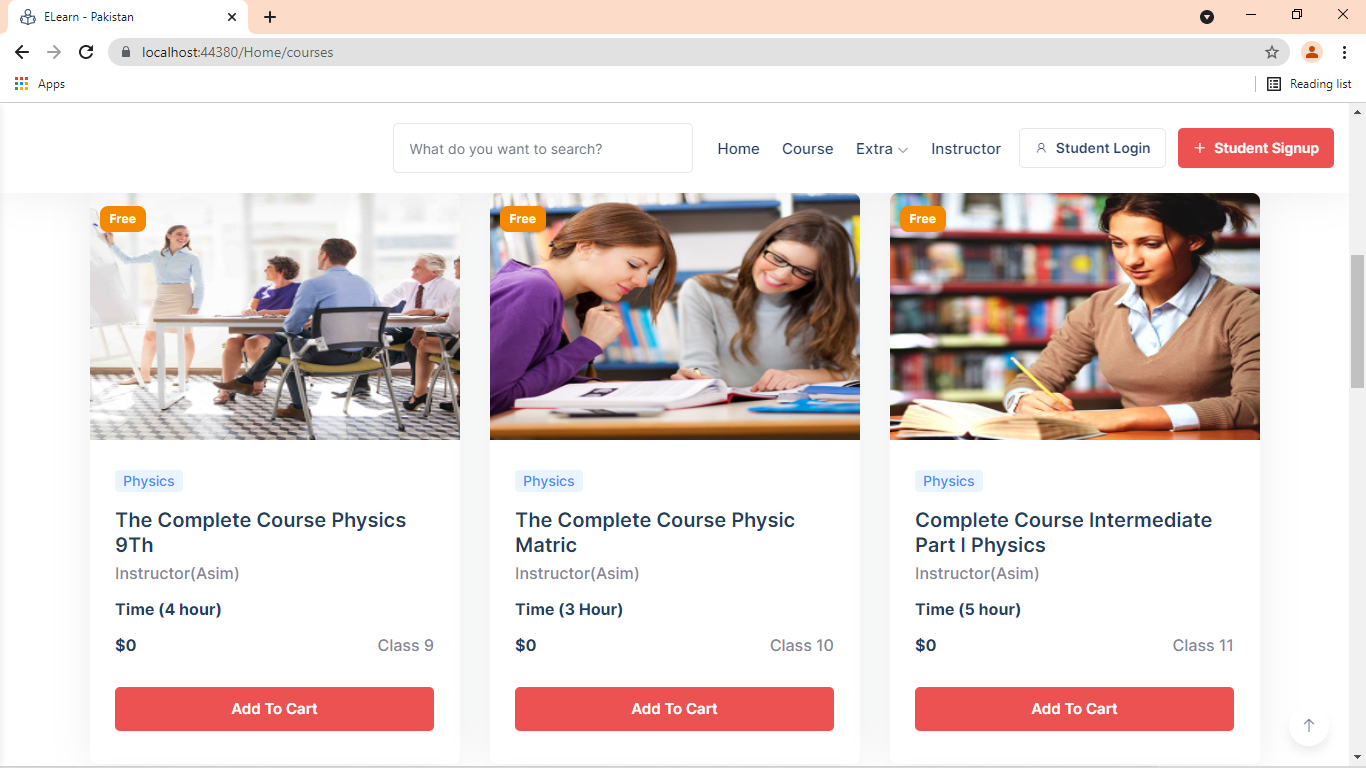 ELearn - Pakistan
localhost:44380/Home/courses
Apps
Reading list
What do you want to search?
Home
Course
Extra
Instructor
Student Login
+ Student Signup
Free
Free
Free
Physics
The Complete Course Physics
9Th
Instructor(Asim)
Time (4 hour)
$0
Class 9
Add To Cart
Physics
The Complete Course Physic
Matric
Instructor(Asim)
Time (3 Hour)
$0
Class 10
Add To Cart
Physics
Complete Course Intermediate
Part I Physics
Instructor(Asim)
Time (5 hour)
$0
Class 11
Add To Cart